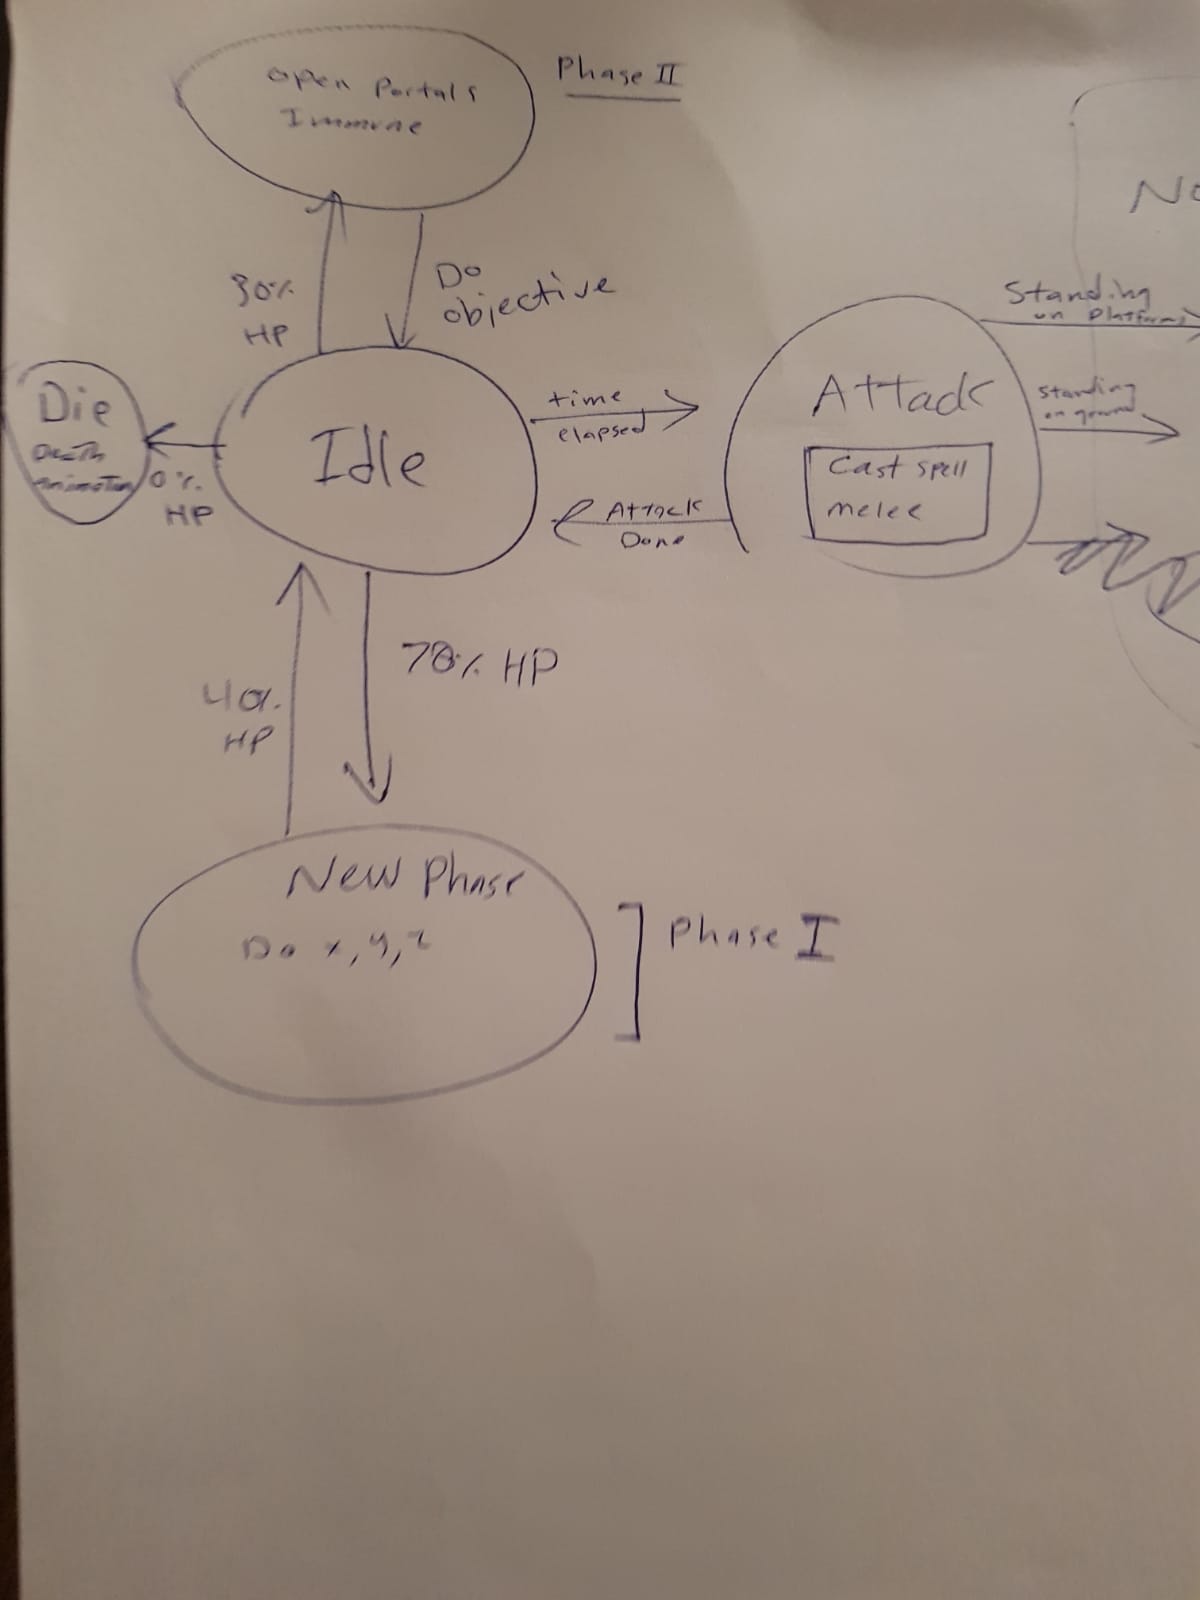 Open Portals
Immune
Phase II
30%
HP
Do
objective
Die
Death
Animation
0%
HP
Idle
time
elapsed
Attack
Done
Attack
Cast spell
melee
Standing
on Platforms
Standing
on ground
No
40%
HP
70% HP
New Phase
Do x, y, z
Phase I